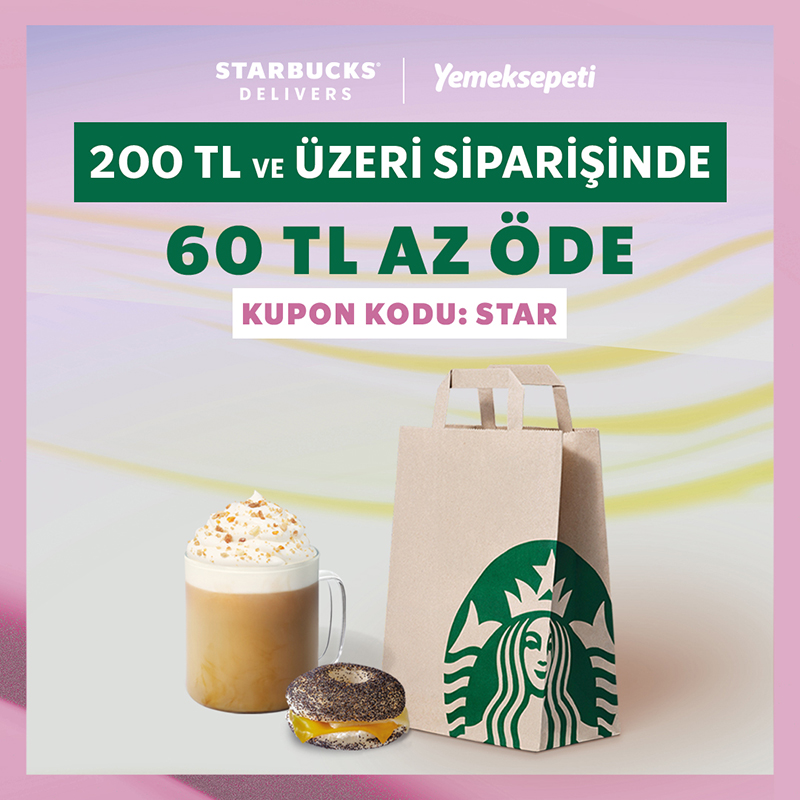 STARBUCKS® | Yemeksepeti
DELIVERS
200 TL VE ÜZERİ SİPARİŞİNDE
60 TL AZ ÖDE
KUPON KODU: STAR